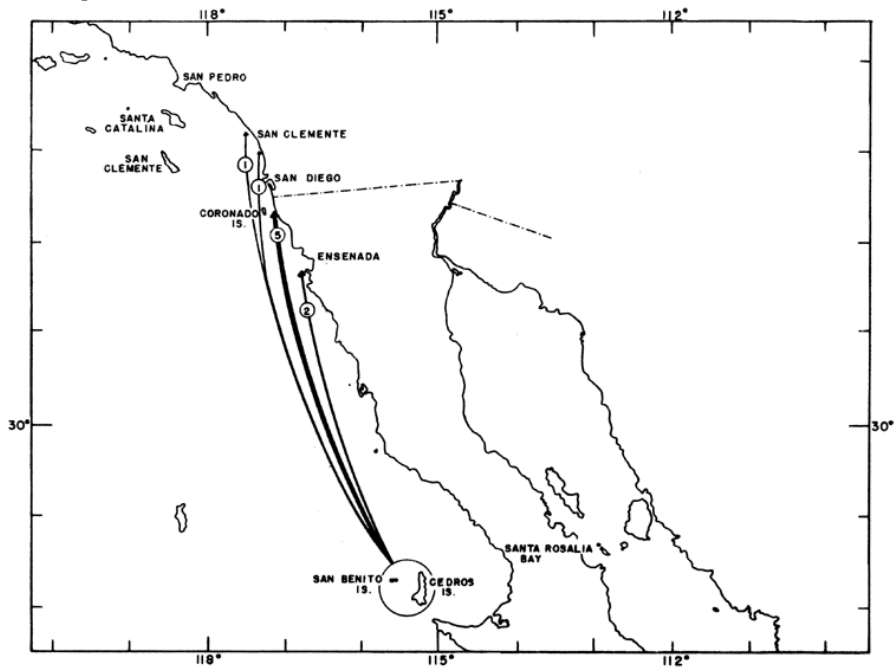 118°
115°
112°
SAN PEDRO
SANTA
CATALINA
SAN CLEMENTE
SAN
CLEMENTE
1
1
SAN DIEGO
CORONADO
IS.
5
ENSENADA
2
30°
30°
SANTA ROSALIA
BAY
SAN BENITO
IS.
CEDROS
IS.
118°
115°
112°